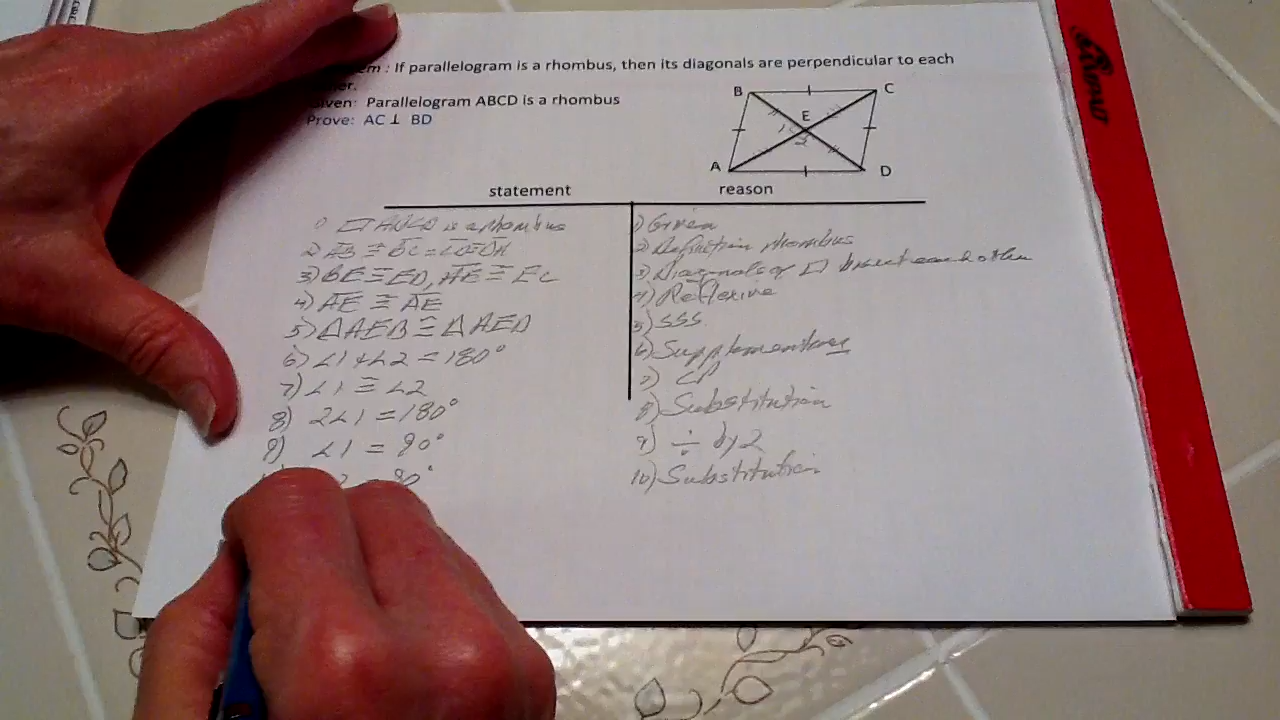 : If parallelogram is a rhombus, then its diagonals are perpendicular to each
Given: Parallelogram ABCD is a rhombus
Prove: AC ⊥ BD
B C
E
1
2
A D
statement reason
1) ▱ ABCD is a rhombus 1) Given
2) AB ≅ BC = CD = DA 2) Definition rhombus
3) BE ≅ ED, AE ≅ EC 3) Diagonals of ▱ bisect each other
4) AE ≅ AE 4) Reflexive
5) △AEB ≅ △AED 5) SSS
6) ∠1 + ∠2 = 180° 6) Supplementary
7) ∠1 ≅ ∠2 7) CP
8) 2∠1 = 180° 8) Substitution
9) ∠1 = 90° 9) ÷ by 2
2 = 90° 10) Substitution